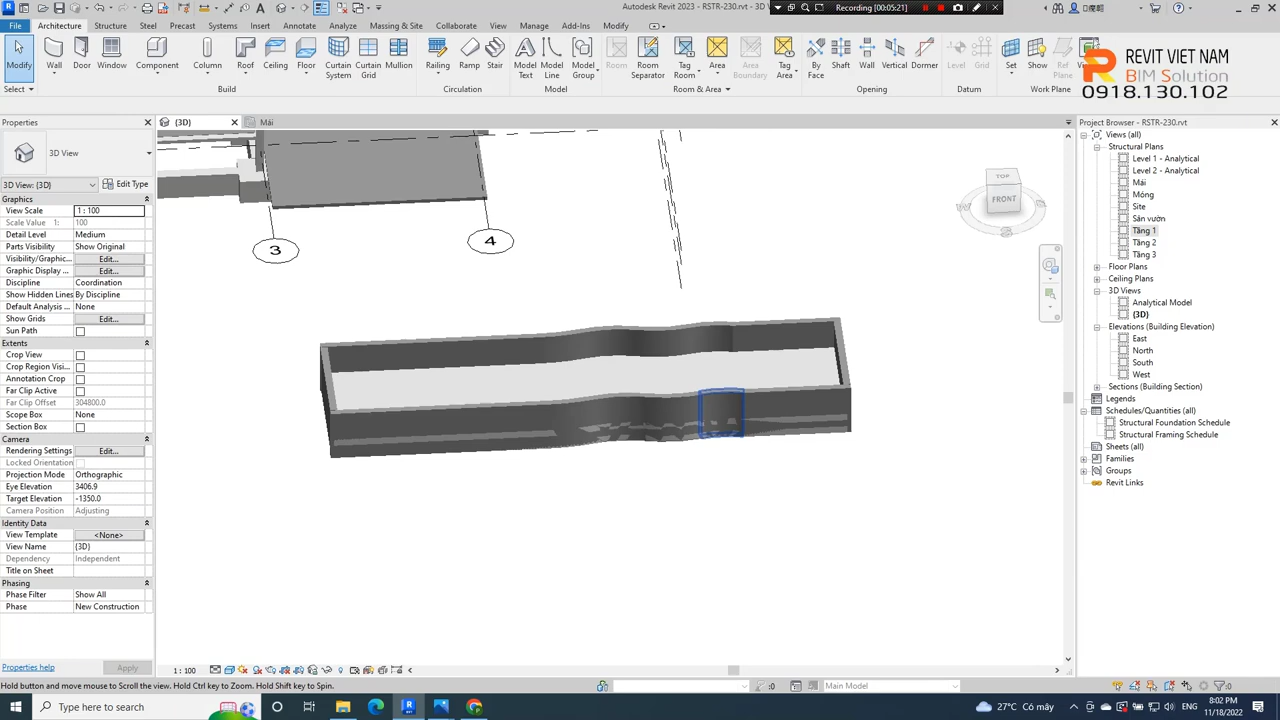 Autodesk Revit 2023 - RSTR-230.rvt - 3D V
Recording [00:05:21]
File Architecture Structure Steel Precast Systems Insert Annotate Analyze Massing & Site Collaborate View Manage Add-Ins Modify
Modify Wall Door Window Component Column Roof Ceiling Floor Curtain System Curtain Grid Mullion Railing Ramp Stair Model Text Model Line Model Group Room Room Separator Tag Room Area Area Boundary Tag Area By Face Shaft Wall Vertical Dormer Level Grid Set Show Ref Plane
Select Build Circulation Model Room & Area Opening Datum Work Plane
REVIT VIET NAM
BIM Solution
0918.130.102
Properties
{3D}
Mái
Project Browser - RSTR-230.rvt
3D View
3D View: {3D}
Edit Type
Graphics
View Scale 1 : 100
Scale Value 1: 100
Detail Level Medium
Parts Visibility Show Original
Visibility/Graphic... Edit...
Graphic Display ... Edit...
Discipline Coordination
Show Hidden Lines By Discipline
Default Analysis ... None
Show Grids Edit...
Sun Path
Extents
Crop View
Crop Region Visi...
Annotation Crop
Far Clip Active
Far Clip Offset 304800.0
Scope Box None
Section Box
Camera
Rendering Settings Edit...
Locked Orientation
Projection Mode Orthographic
Eye Elevation 3406.9
Target Elevation -1350.0
Camera Position Adjusting
Identity Data
View Template <None>
View Name {3D}
Dependency Independent
Title on Sheet
Phasing
Phase Filter Show All
Phase New Construction
Properties help
Apply
3
4
TOP
FRONT
Views (all)
Structural Plans
Level 1 - Analytical
Level 2 - Analytical
Mái
Móng
Site
Sân vườn
Tầng 1
Tầng 2
Tầng 3
Floor Plans
Ceiling Plans
3D Views
Analytical Model
{3D}
Elevations (Building Elevation)
East
North
South
West
Sections (Building Section)
Legends
Schedules/Quantities (all)
Structural Foundation Schedule
Structural Framing Schedule
Sheets (all)
Families
Groups
Revit Links
1 : 100
Hold button and move mouse to Scroll the view. Hold Ctrl key to Zoom. Hold Shift key to Spin.
:0
Main Model
:0
Type here to search
27°C Có mây
8:02 PM
11/18/2022